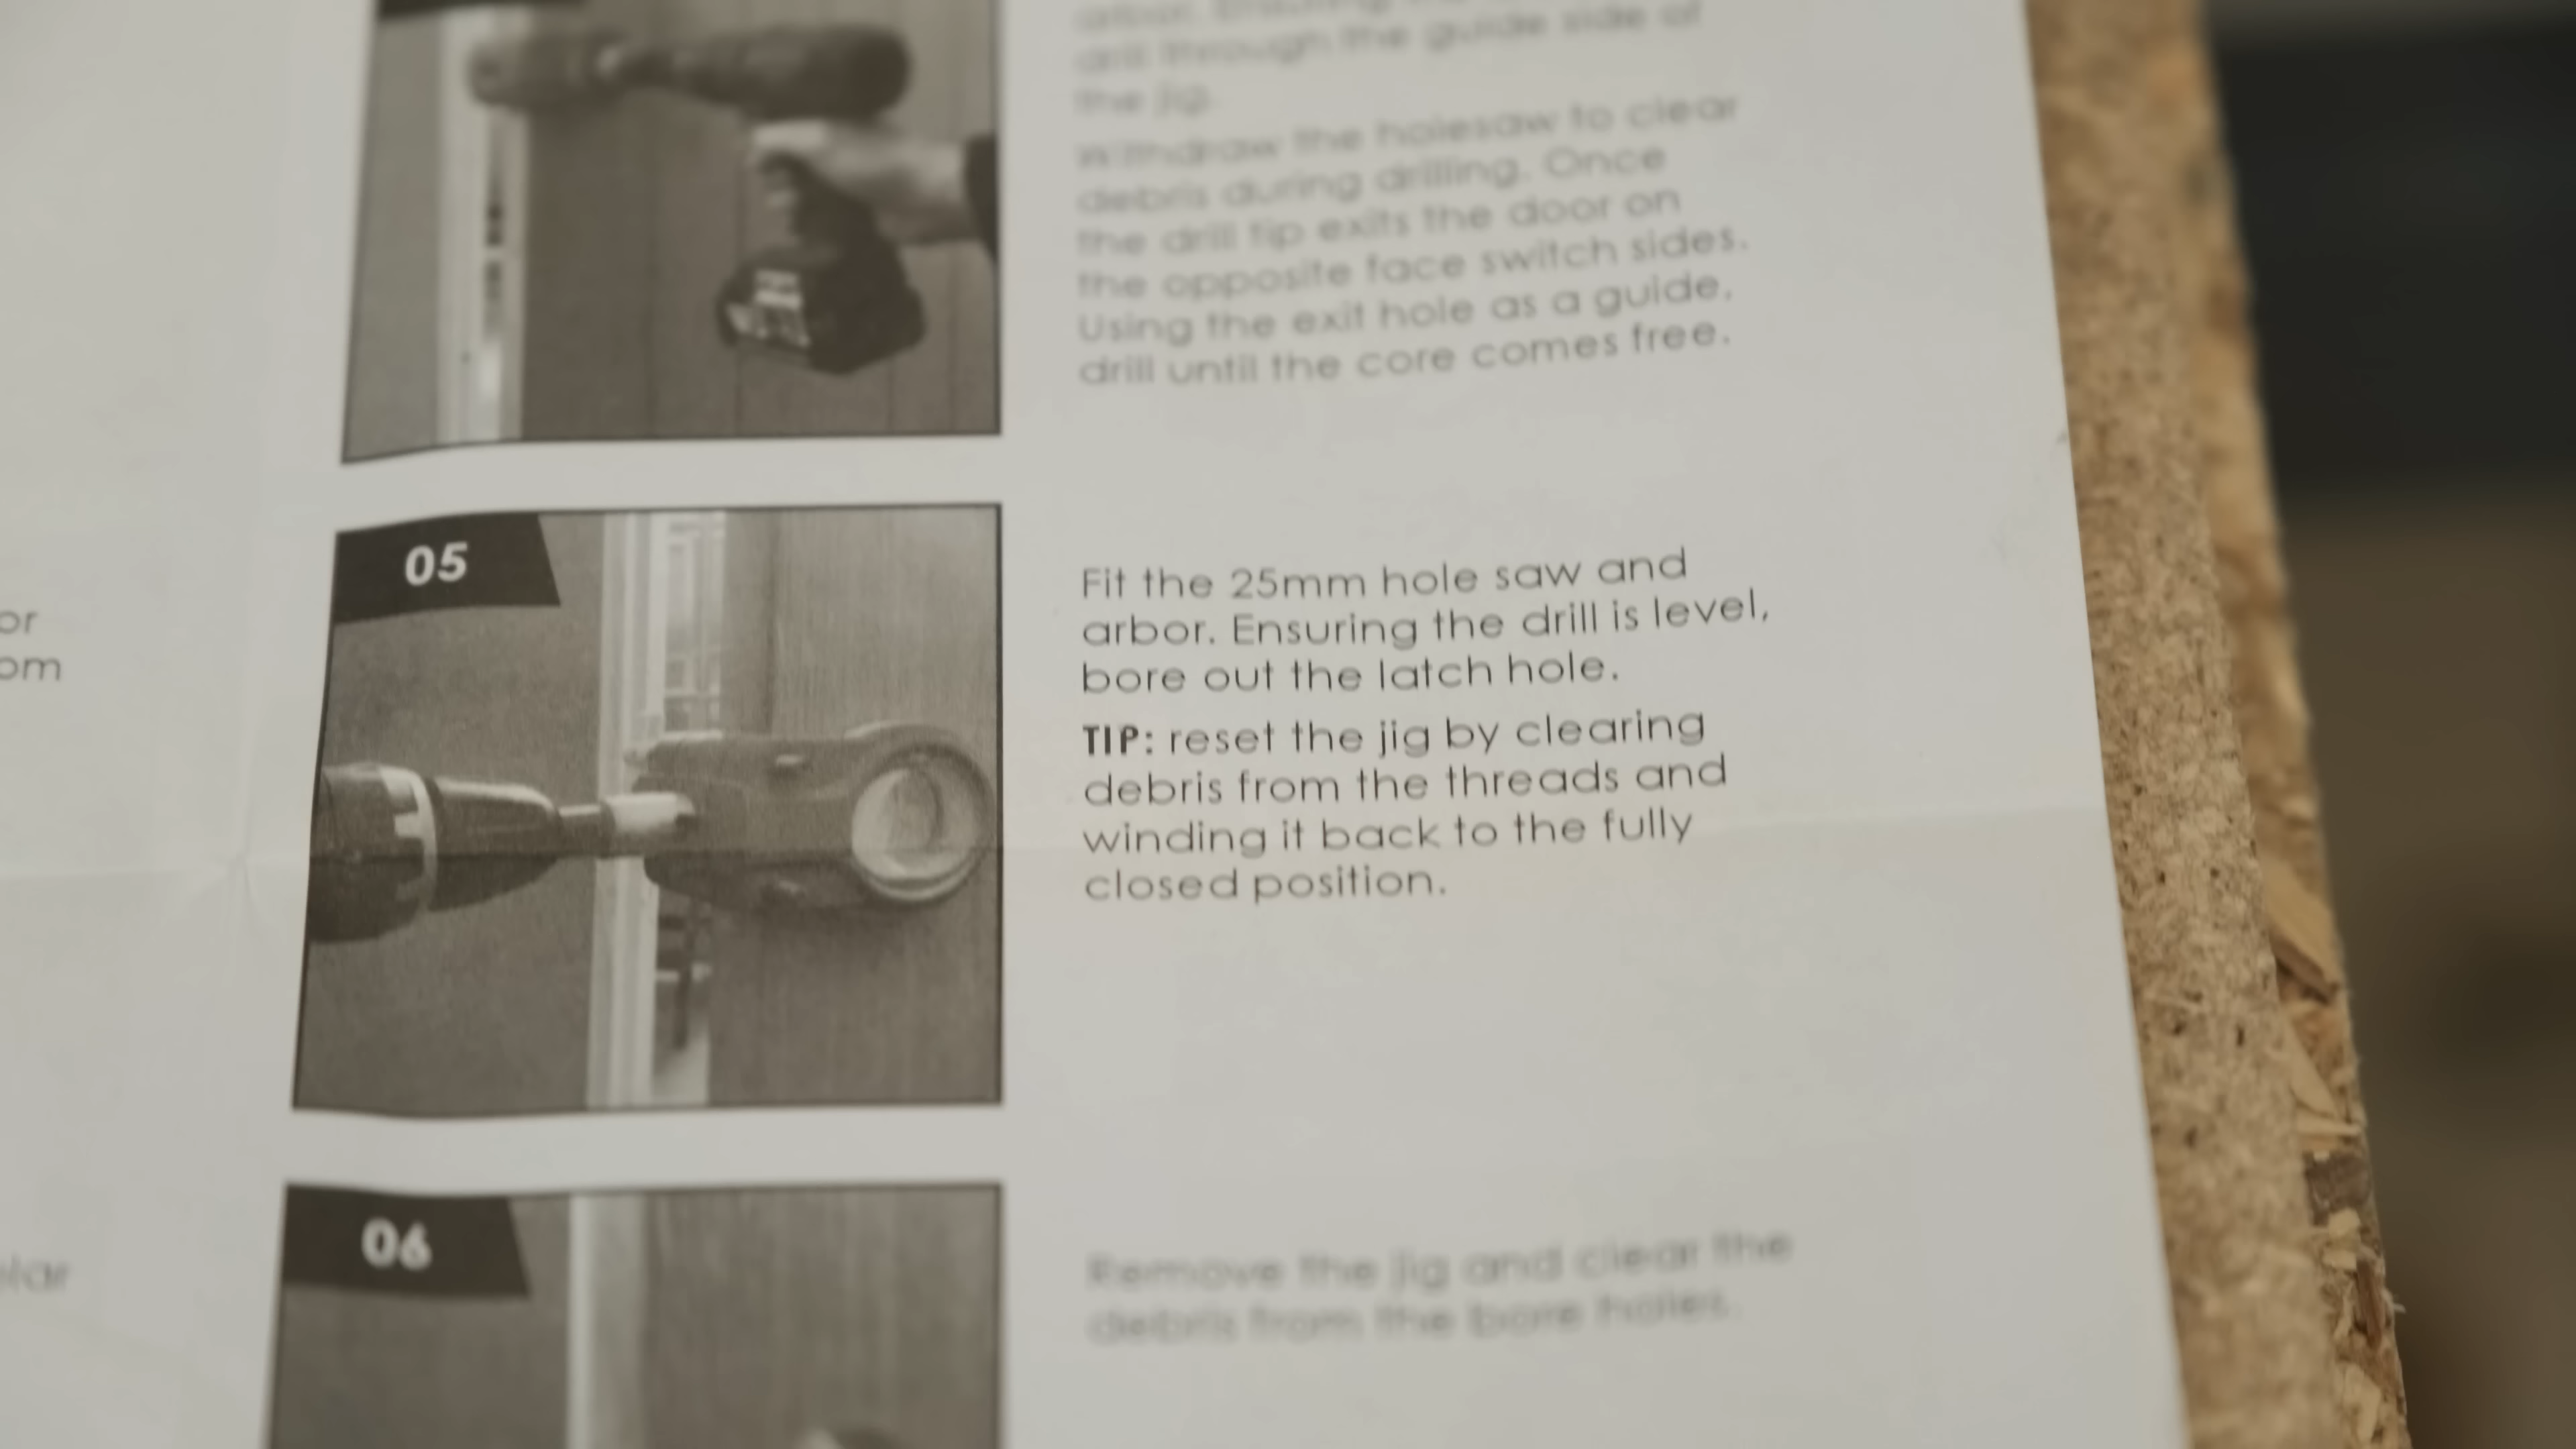 drill through the guide side of
the jig.
Withdraw the holesaw to clear
debris during drilling. Once
the drill tip exits the door on
the opposite face switch sides.
Using the exit hole as a guide,
drill until the core comes free.
or
om
05
Fit the 25mm hole saw and
arbor. Ensuring the drill is level,
bore out the latch hole.
TIP: reset the jig by clearing
debris from the threads and
winding it back to the fully
closed position.
06
Remove the jig and clear the
debris from the bore holes.